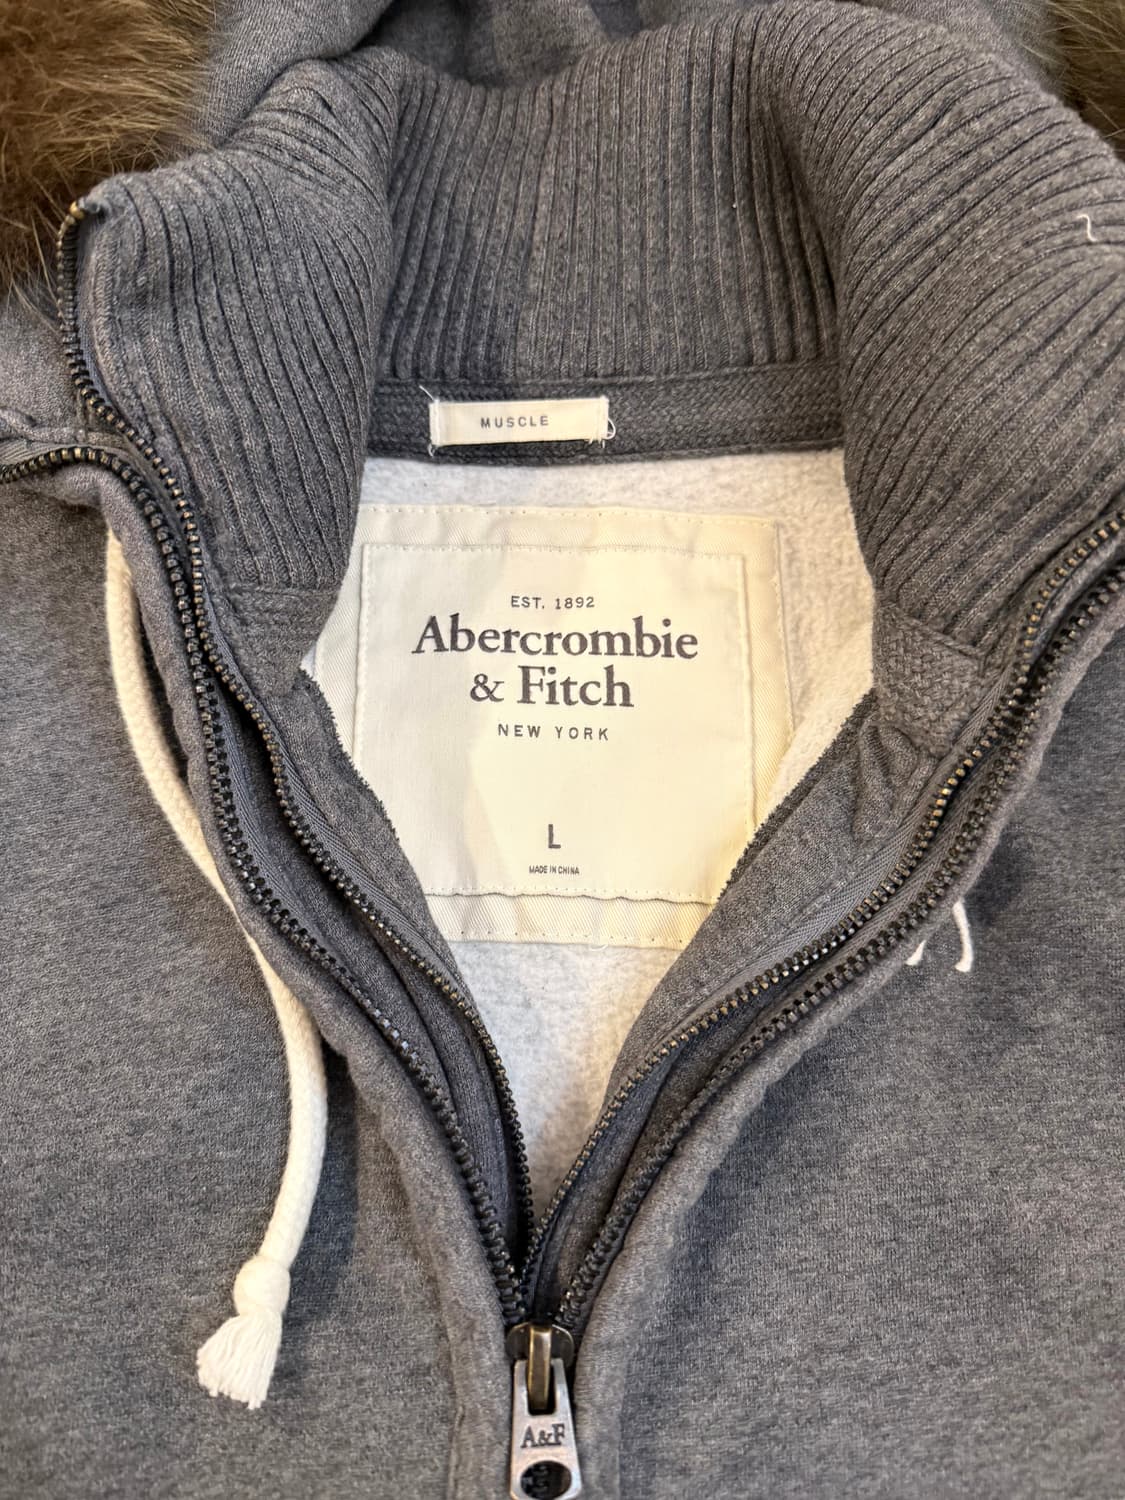 MUSCLE
EST. 1892
Abercrombie
& Fitch
NEW YORK
L
MADE IN CHINA
A&F